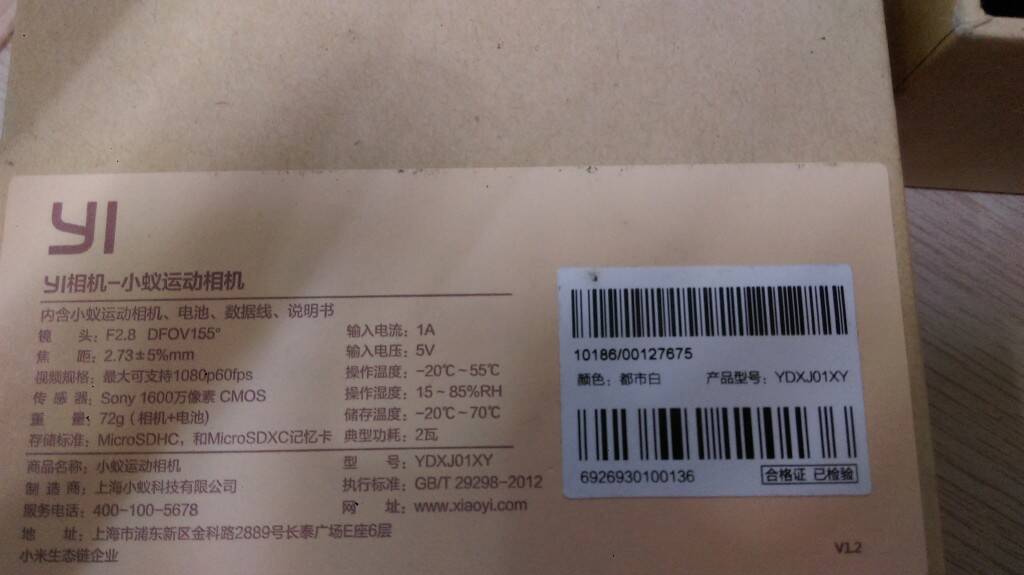 YI
YI相机-小蚁运动相机
内含小蚁运动相机、电池、数据线、说明书
镜 头：F2.8 DFOV155°
焦 距：2.73±5%mm
视频规格：最大可支持1080p60fps
传 感 器：Sony 1600万像素 CMOS
重 量：72g（相机+电池）
存储标准：MicroSDHC，和MicroSDXC记忆卡
输入电流：1A
输入电压：5V
操作温度：-20℃~55℃
操作湿度：15~85%RH
储存温度：-20℃~70℃
典型功耗：2瓦
商品名称：小蚁运动相机
制 造 商：上海小蚁科技有限公司
服务电话：400-100-5678
地 址：上海市浦东新区金科路2889号长泰广场E座6层
小米生态链企业
型 号：YDXJ01XY
执行标准：GB/T 29298-2012
网 址：www.xiaoyi.com
10186/00127675
颜色：都市白 产品型号：YDXJ01XY
6926930100136 合格证 已检验
V1.2